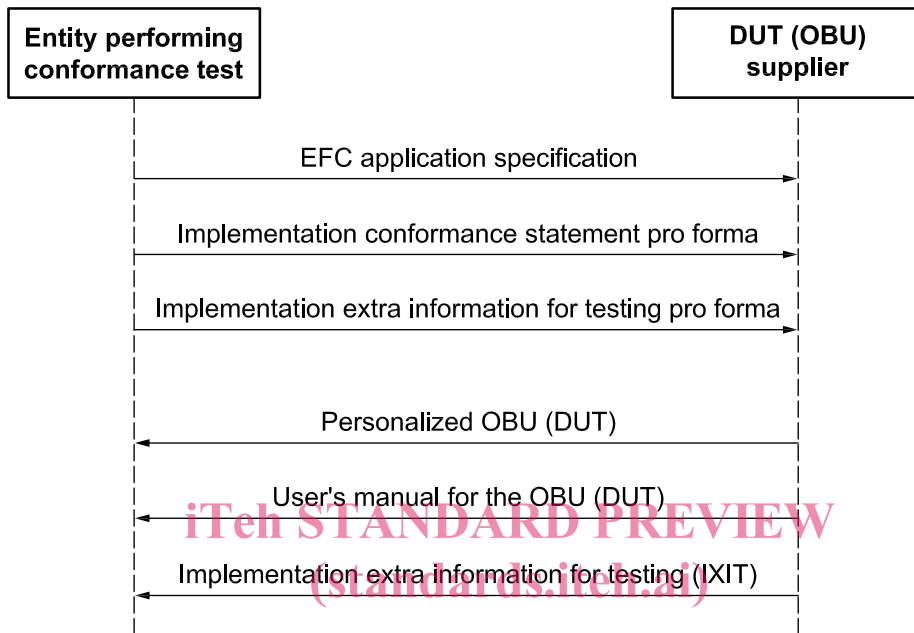 Entity performing
conformance test
DUT (OBU)
supplier
EFC application specification
Implementation conformance statement pro forma
Implementation extra information for testing pro forma
Personalized OBU (DUT)
User's manual for the OBU (DUT)
iTeh STANDARD PREVIEW
Implementation extra information for testing (IXIT)
(standards.iteh.ai)